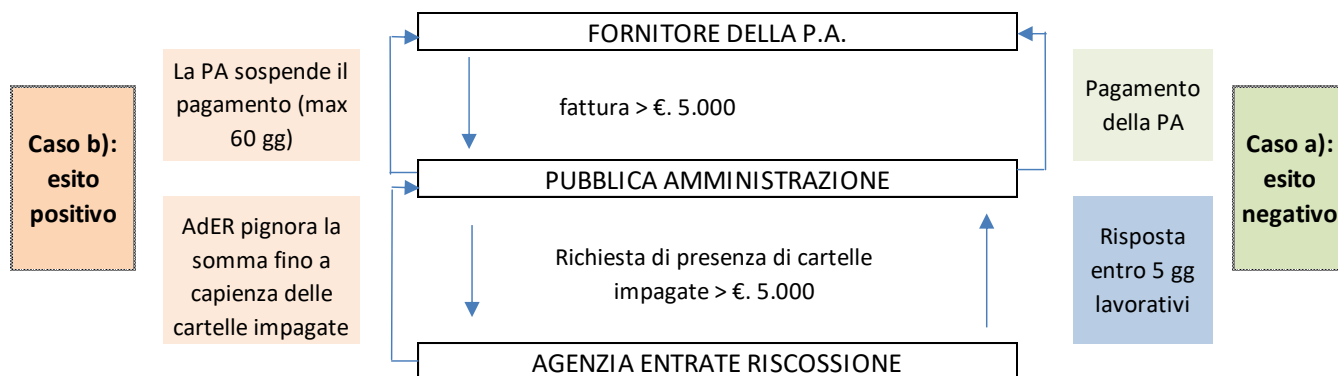 FORNITORE DELLA P.A.
La PA sospende il
pagamento (max
60 gg)
fattura > €. 5.000
Pagamento
della PA
Caso b):
esito
positivo
Caso a):
esito
negativo
PUBBLICA AMMINISTRAZIONE
AdER pignora la
somma fino a
capienza delle
cartelle impagate
Richiesta di presenza di cartelle
impagate > €. 5.000
Risposta
entro 5 gg
lavorativi
AGENZIA ENTRATE RISCOSSIONE